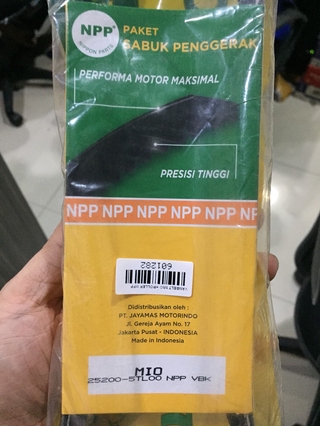 NPP®
NIPPON PARTS
PAKET
SABUK PENGGERAK
PERFORMA MOTOR MAKSIMAL
PRESISI TINGGI
NPP NPP NPP NPP NPP NP
601282
Didistribusikan oleh :
PT. JAYAMAS MOTORINDO
Jl. Gereja Ayam No. 17
Jakarta Pusat - INDONESIA
Made in Indonesia
MIO
25200-5TL00 NPP VBK